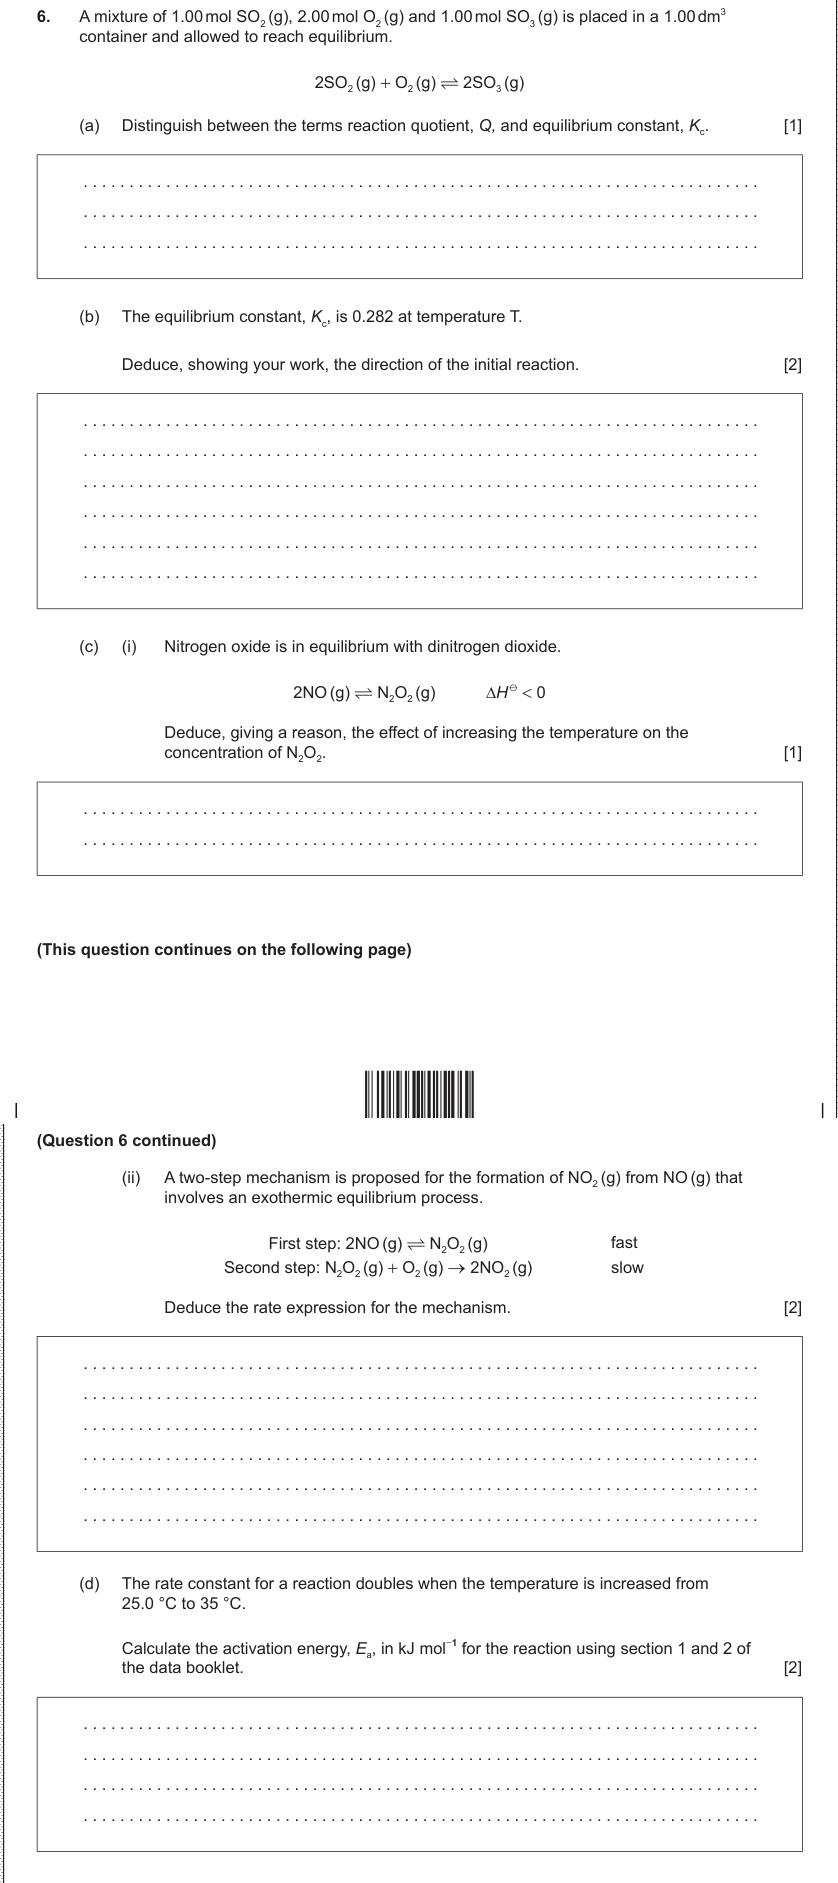 6. A mixture of 1.00 mol SO₂ (g), 2.00 mol O₂ (g) and 1.00 mol SO₃ (g) is placed in a 1.00 dm³
container and allowed to reach equilibrium.
2SO₂ (g) + O₂ (g) ⇌ 2SO₃ (g)
(a) Distinguish between the terms reaction quotient, Q, and equilibrium constant, K꜀. [1]
(b) The equilibrium constant, K꜀, is 0.282 at temperature T.
Deduce, showing your work, the direction of the initial reaction. [2]
(c) (i) Nitrogen oxide is in equilibrium with dinitrogen dioxide.
2NO (g) ⇌ N₂O₂ (g) ΔH⊖ < 0
Deduce, giving a reason, the effect of increasing the temperature on the
concentration of N₂O₂. [1]
(This question continues on the following page)
(Question 6 continued)
(ii) A two-step mechanism is proposed for the formation of NO₂ (g) from NO (g) that
involves an exothermic equilibrium process.
First step: 2NO (g) ⇌ N₂O₂ (g) fast
Second step: N₂O₂ (g) + O₂ (g) → 2NO₂ (g) slow
Deduce the rate expression for the mechanism. [2]
(d) The rate constant for a reaction doubles when the temperature is increased from
25.0 °C to 35 °C.
Calculate the activation energy, Eₐ, in kJ mol⁻¹ for the reaction using section 1 and 2 of
the data booklet. [2]